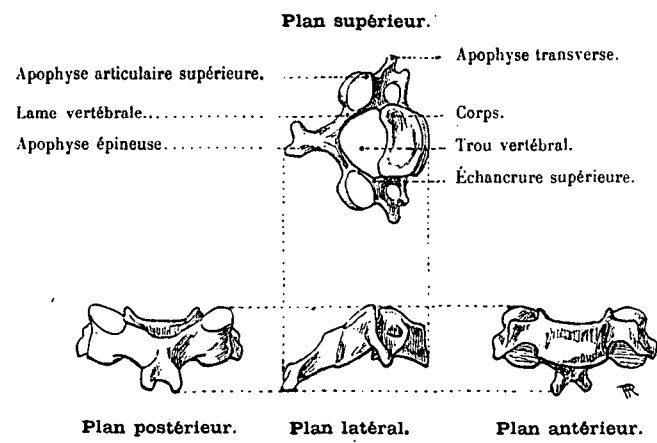 Plan supérieur.
Apophyse transverse.
Apophyse articulaire supérieure.
Lame vertébrale
Corps.
Apophyse épineuse
Trou vertébral.
Échancrure supérieure.
Plan postérieur.
Plan latéral.
Plan antérieur.